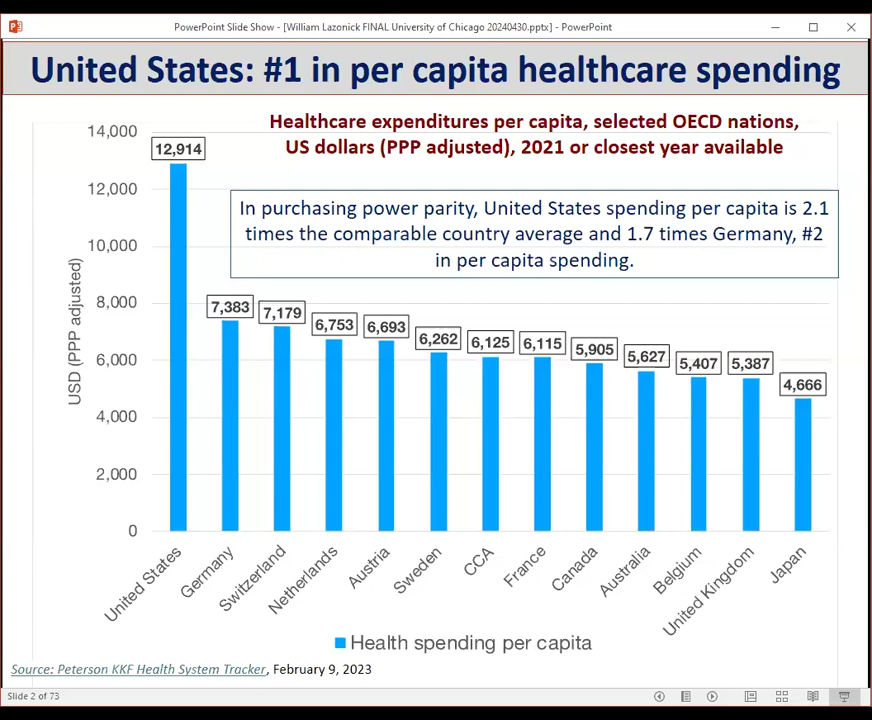 PowerPoint Slide Show - [William Lazonick FINAL University of Chicago 20240430.pptx] - PowerPoint
United States: #1 in per capita healthcare spending
Healthcare expenditures per capita, selected OECD nations,
US dollars (PPP adjusted), 2021 or closest year available
In purchasing power parity, United States spending per capita is 2.1
times the comparable country average and 1.7 times Germany, #2
in per capita spending.
USD (PPP adjusted)
14,000
12,000
10,000
8,000
6,000
4,000
2,000
0
12,914
7,383
7,179
6,753
6,693
6,262
6,125
6,115
5,905
5,627
5,407
5,387
4,666
United States
Germany
Switzerland
Netherlands
Austria
Sweden
CCA
France
Canada
Australia
Belgium
United Kingdom
Japan
Health spending per capita
Source: Peterson KKF Health System Tracker, February 9, 2023
Slide 2 of 73